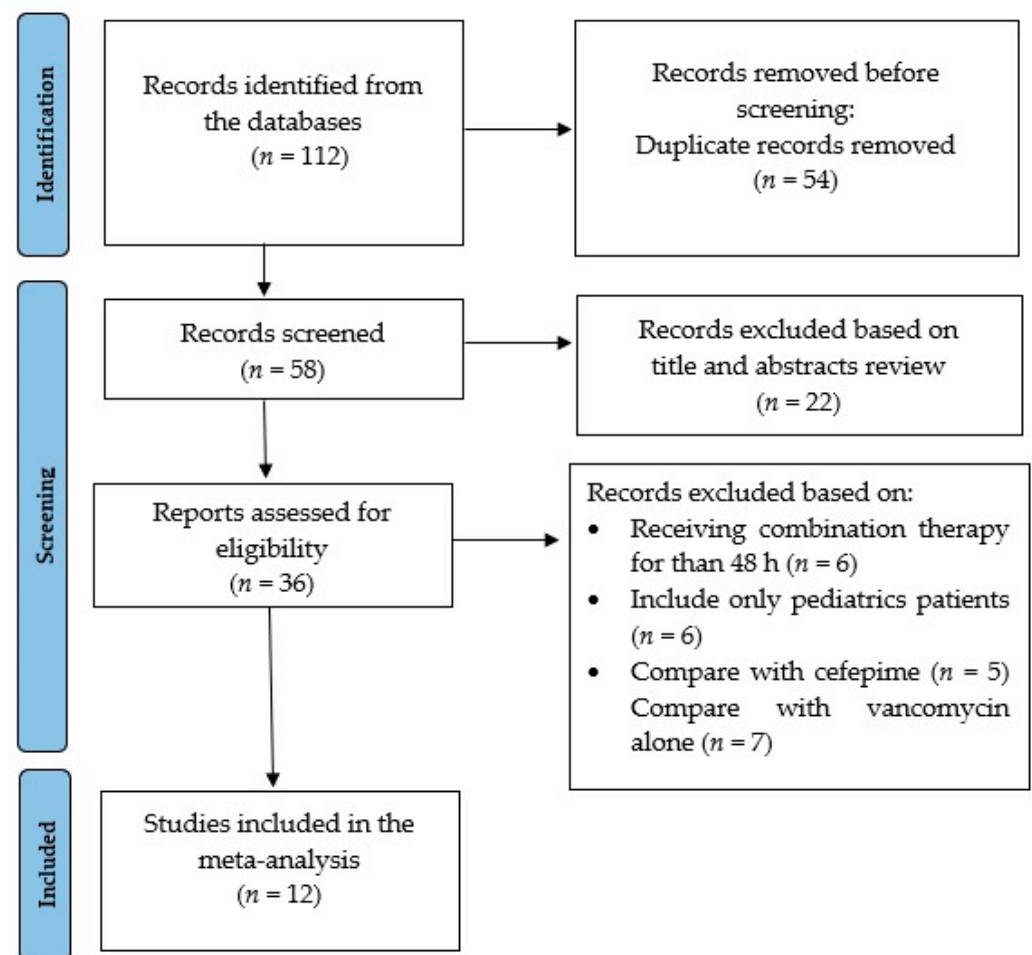 Identification
Records identified from
the databases
(n = 112)
Records removed before
screening:
Duplicate records removed
(n = 54)
Screening
Records screened
(n = 58)
Records excluded based on
title and abstracts review
(n = 22)
Reports assessed for
eligibility
(n = 36)
Records excluded based on:
• Receiving combination therapy
for than 48 h (n = 6)
• Include only pediatrics patients
(n = 6)
• Compare with cefepime (n = 5)
Compare with vancomycin
alone (n = 7)
Included
Studies included in the
meta-analysis
(n = 12)